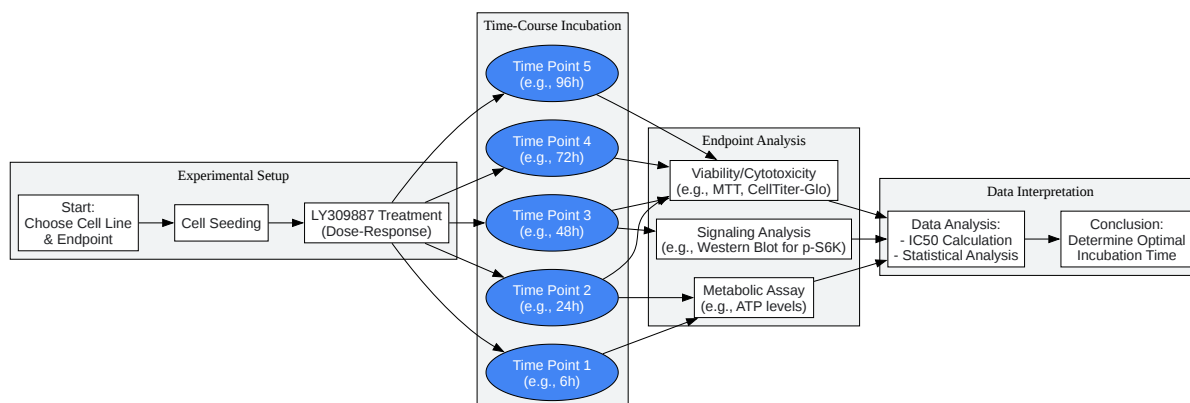 Experimental Setup
Start:
Choose Cell Line
& Endpoint
Cell Seeding
LY309887 Treatment
(Dose-Response)
Time-Course Incubation
Time Point 5
(e.g., 96h)
Time Point 4
(e.g., 72h)
Time Point 3
(e.g., 48h)
Time Point 2
(e.g., 24h)
Time Point 1
(e.g., 6h)
Endpoint Analysis
Viability/Cytotoxicity
(e.g., MTT, CellTiter-Glo)
Signaling Analysis
(e.g., Western Blot for p-S6K)
Metabolic Assay
(e.g., ATP levels)
Data Interpretation
Data Analysis:
- IC50 Calculation
- Statistical Analysis
Conclusion:
Determine Optimal
Incubation Time